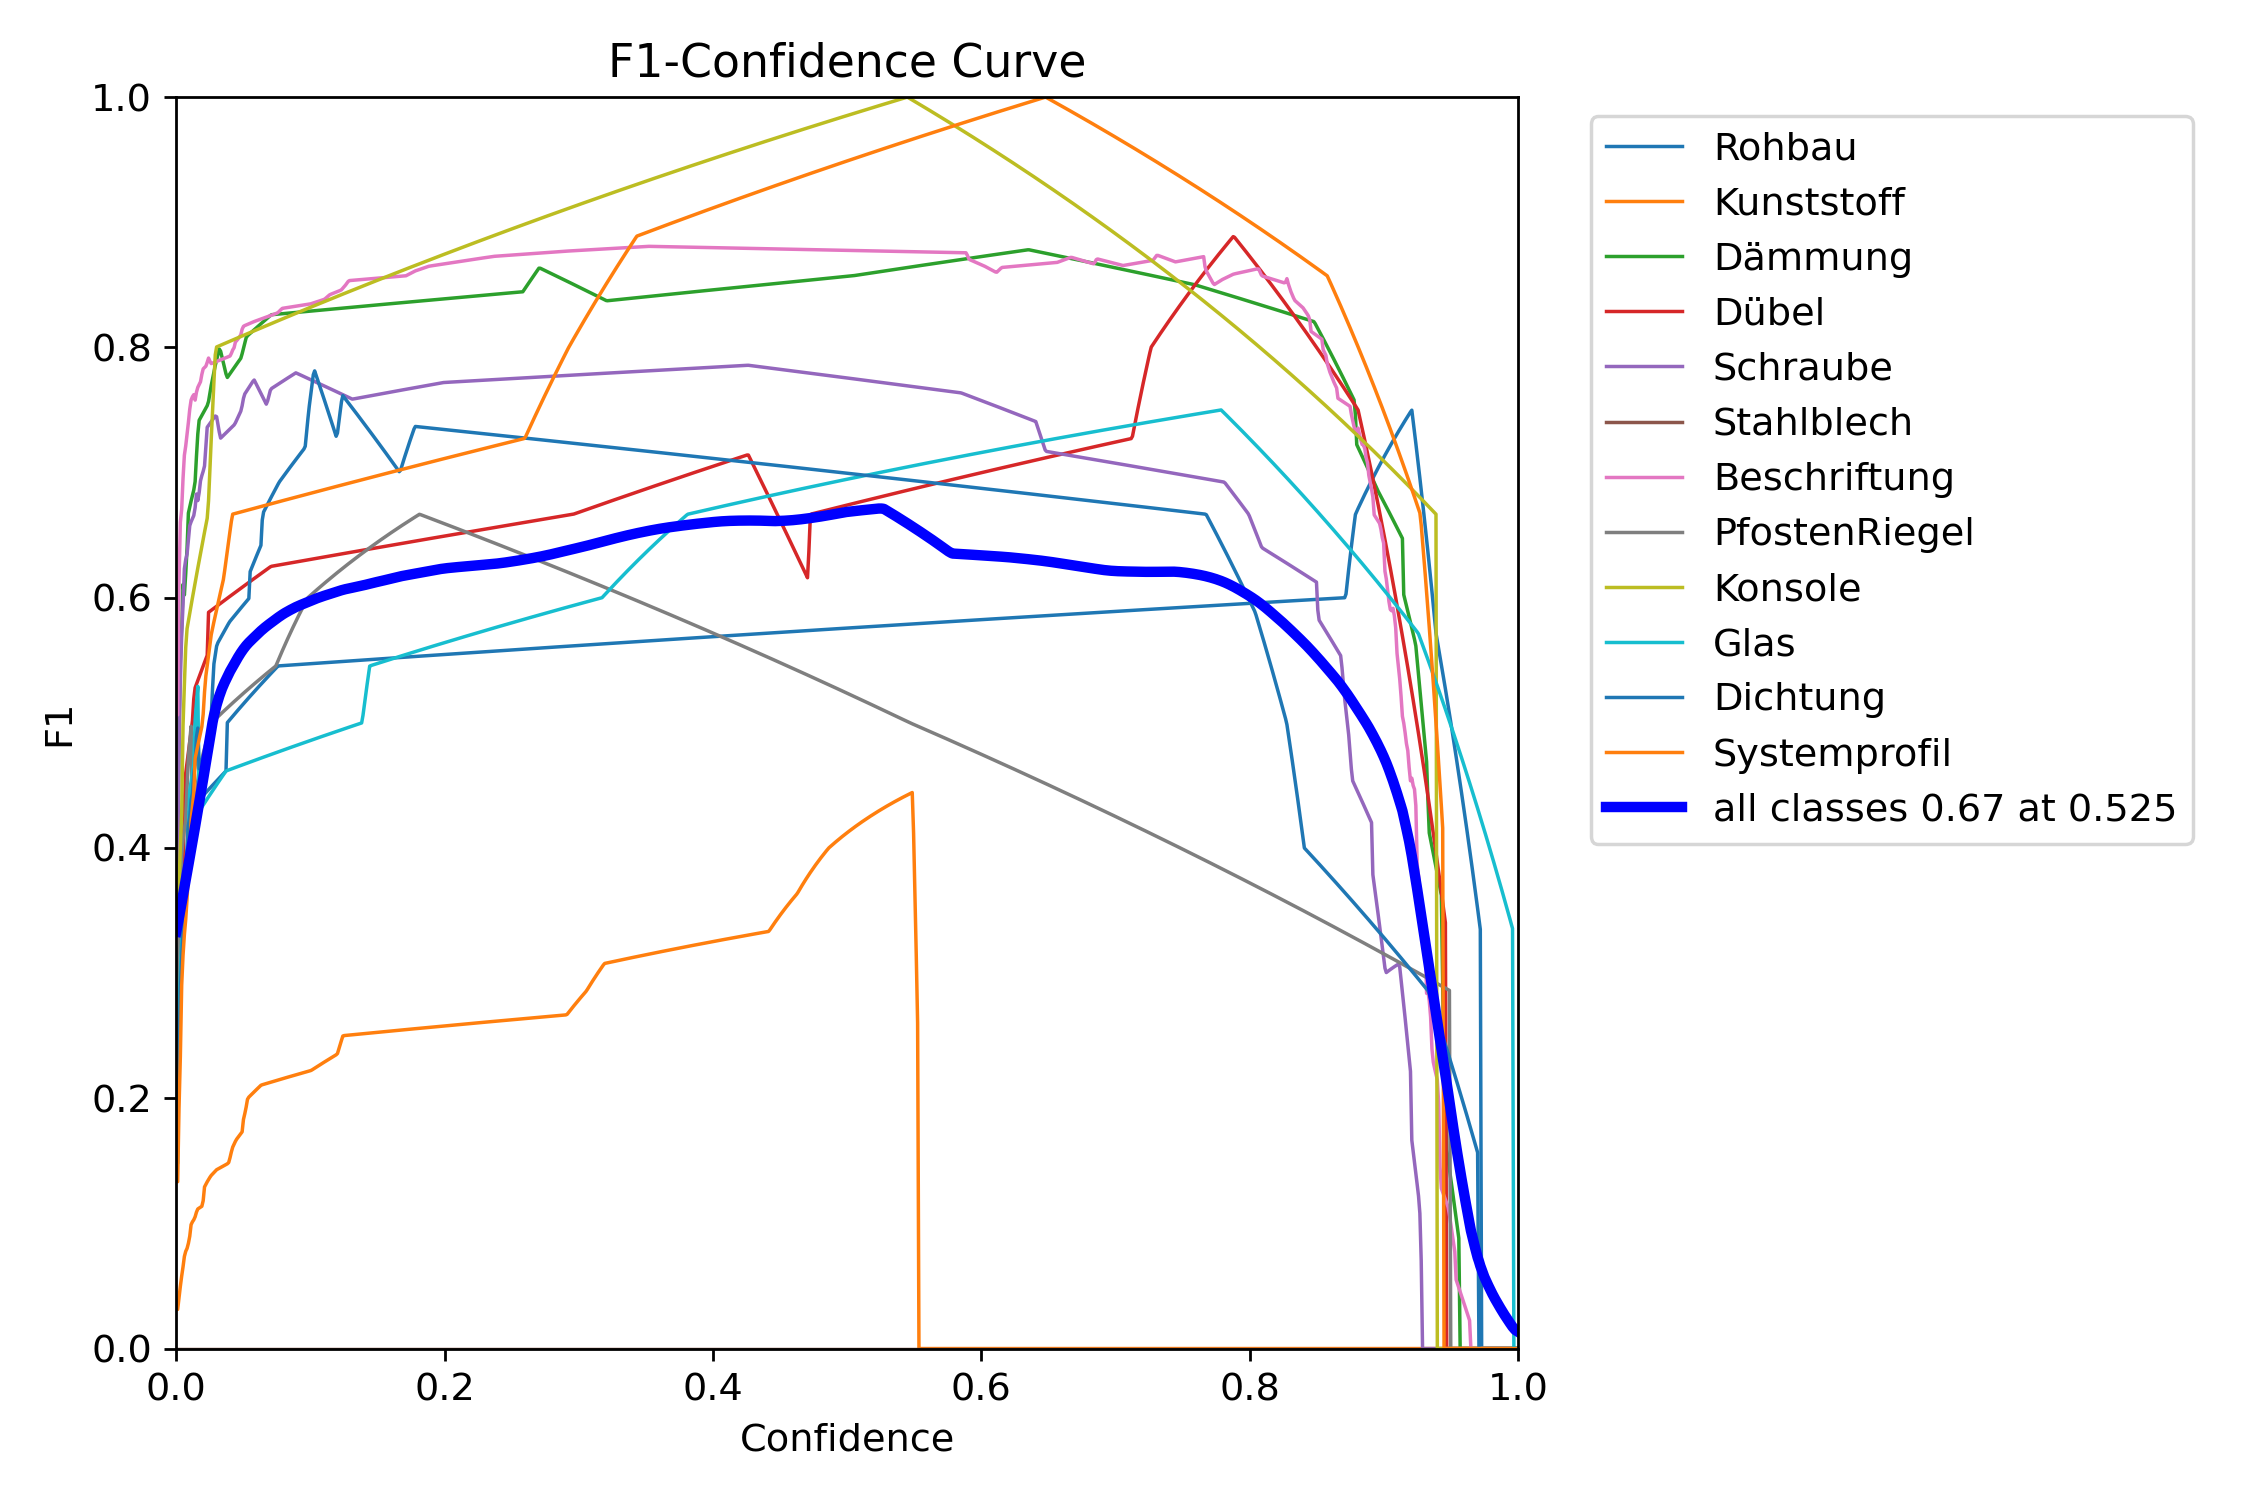 F1-Confidence Curve
1.0
0.8
0.6
0.4
0.2
0.0
F1
0.0 0.2 0.4 0.6 0.8 1.0
Confidence
Rohbau
Kunststoff
Dämmung
Dübel
Schraube
Stahlblech
Beschriftung
PfostenRiegel
Konsole
Glas
Dichtung
Systemprofil
all classes 0.67 at 0.525